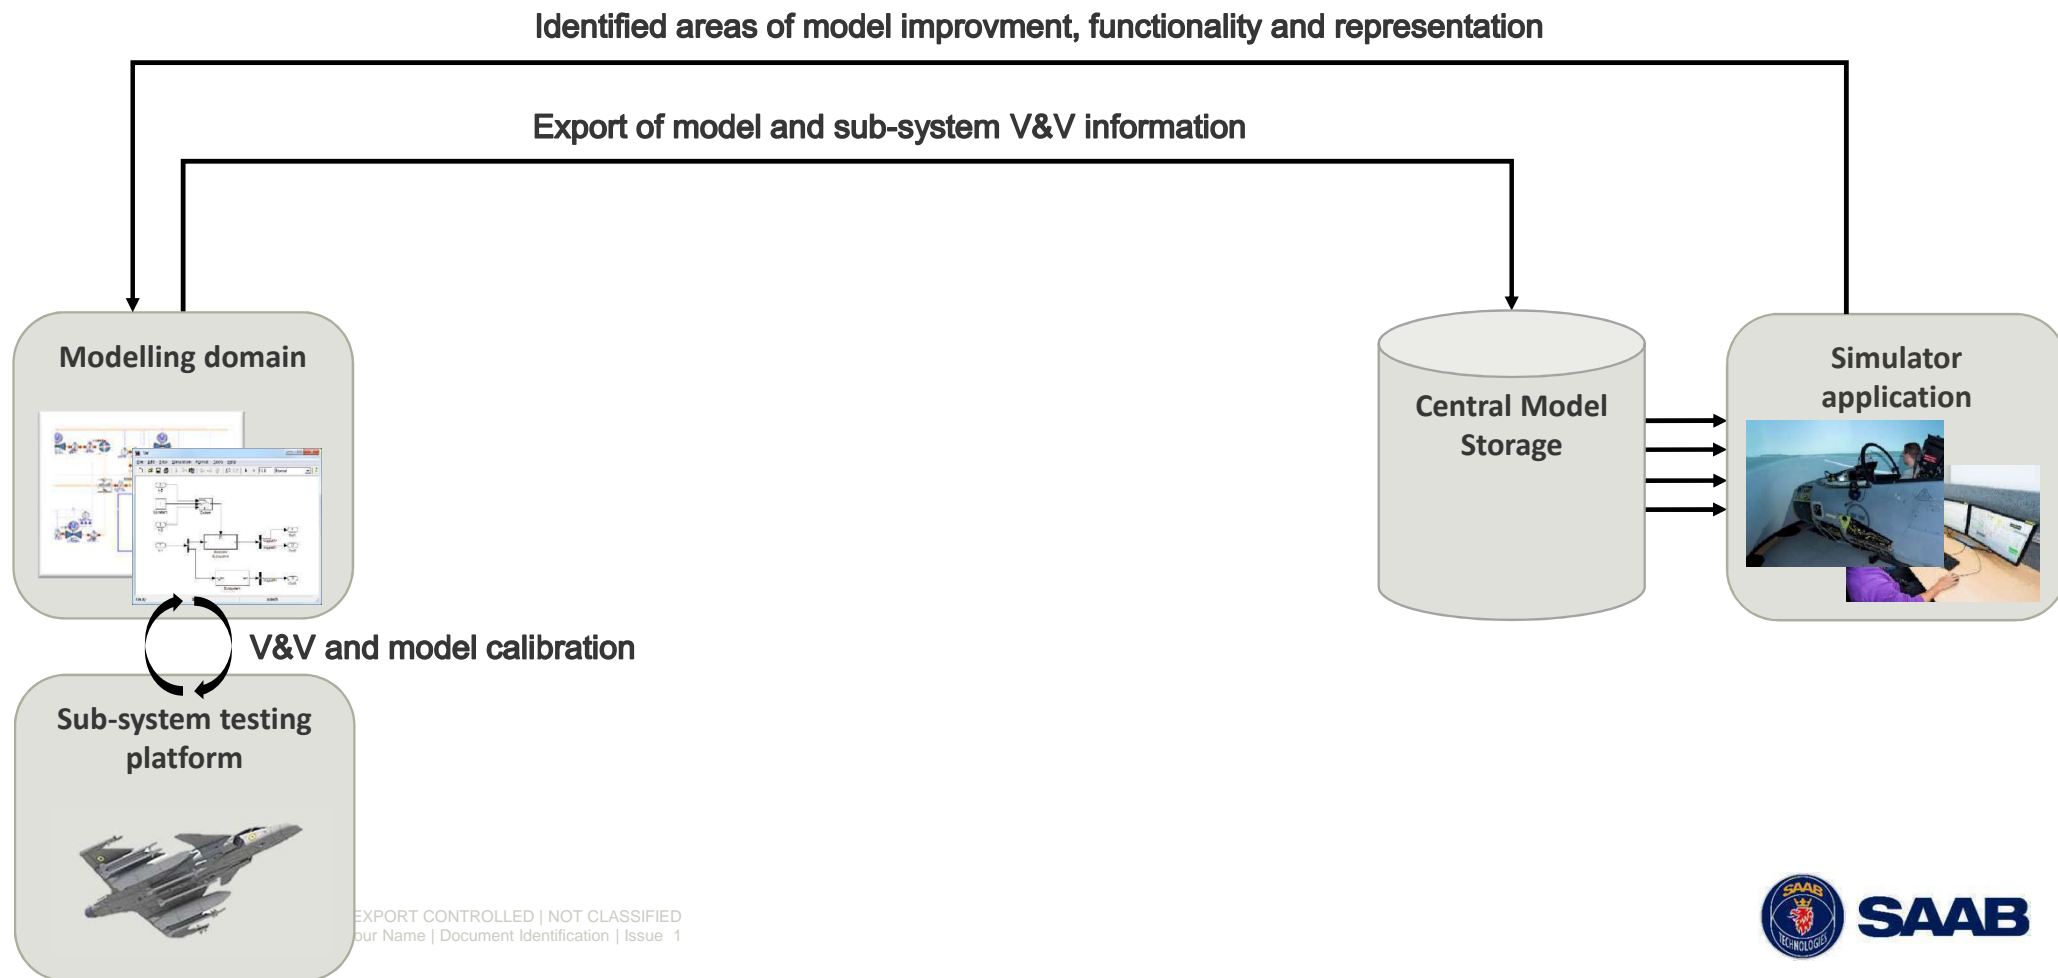 Identified areas of model improvment, functionality and representation
Export of model and sub-system V&V information
Modelling domain
Simulator
application
Central Model
Storage
V&V and model calibration
Sub-system testing
platform
EXPORT CONTROLLED | NOT CLASSIFIED
our Name | Document Identification | Issue 1
SAAB
TECHNOLOGIES
SAAB